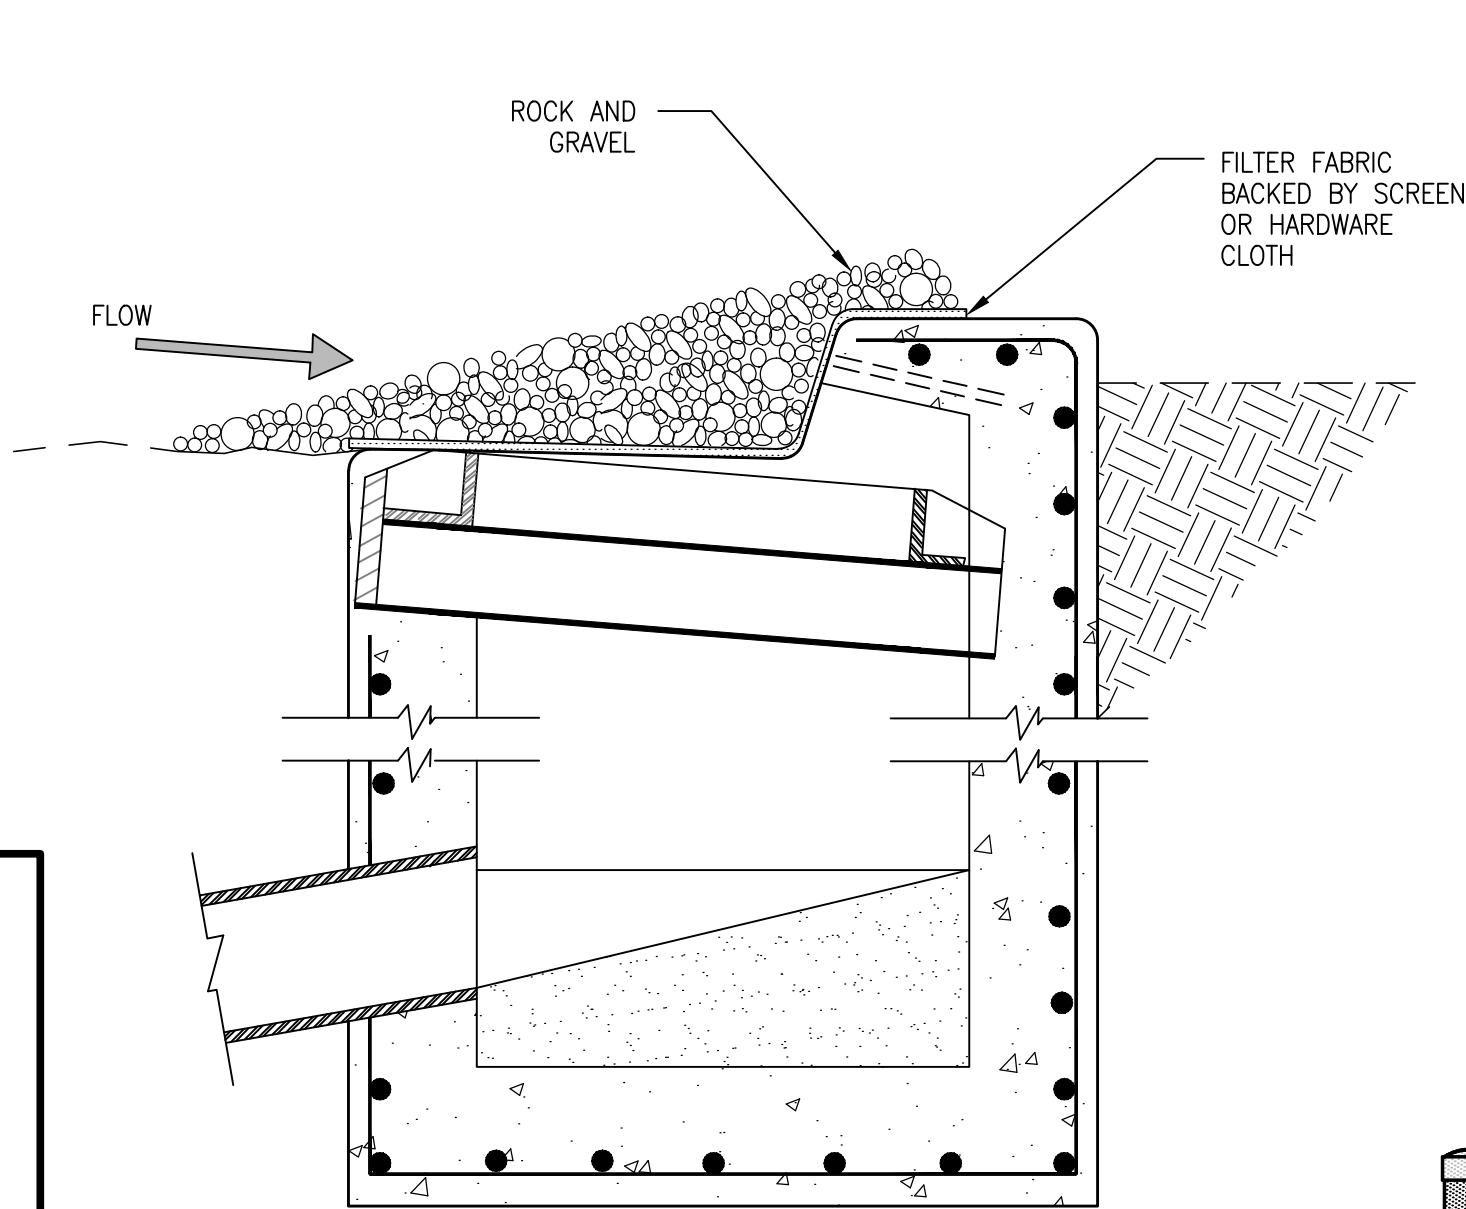 ROCK AND
GRAVEL
FILTER FABRIC
BACKED BY SCREEN
OR HARDWARE
CLOTH
FLOW